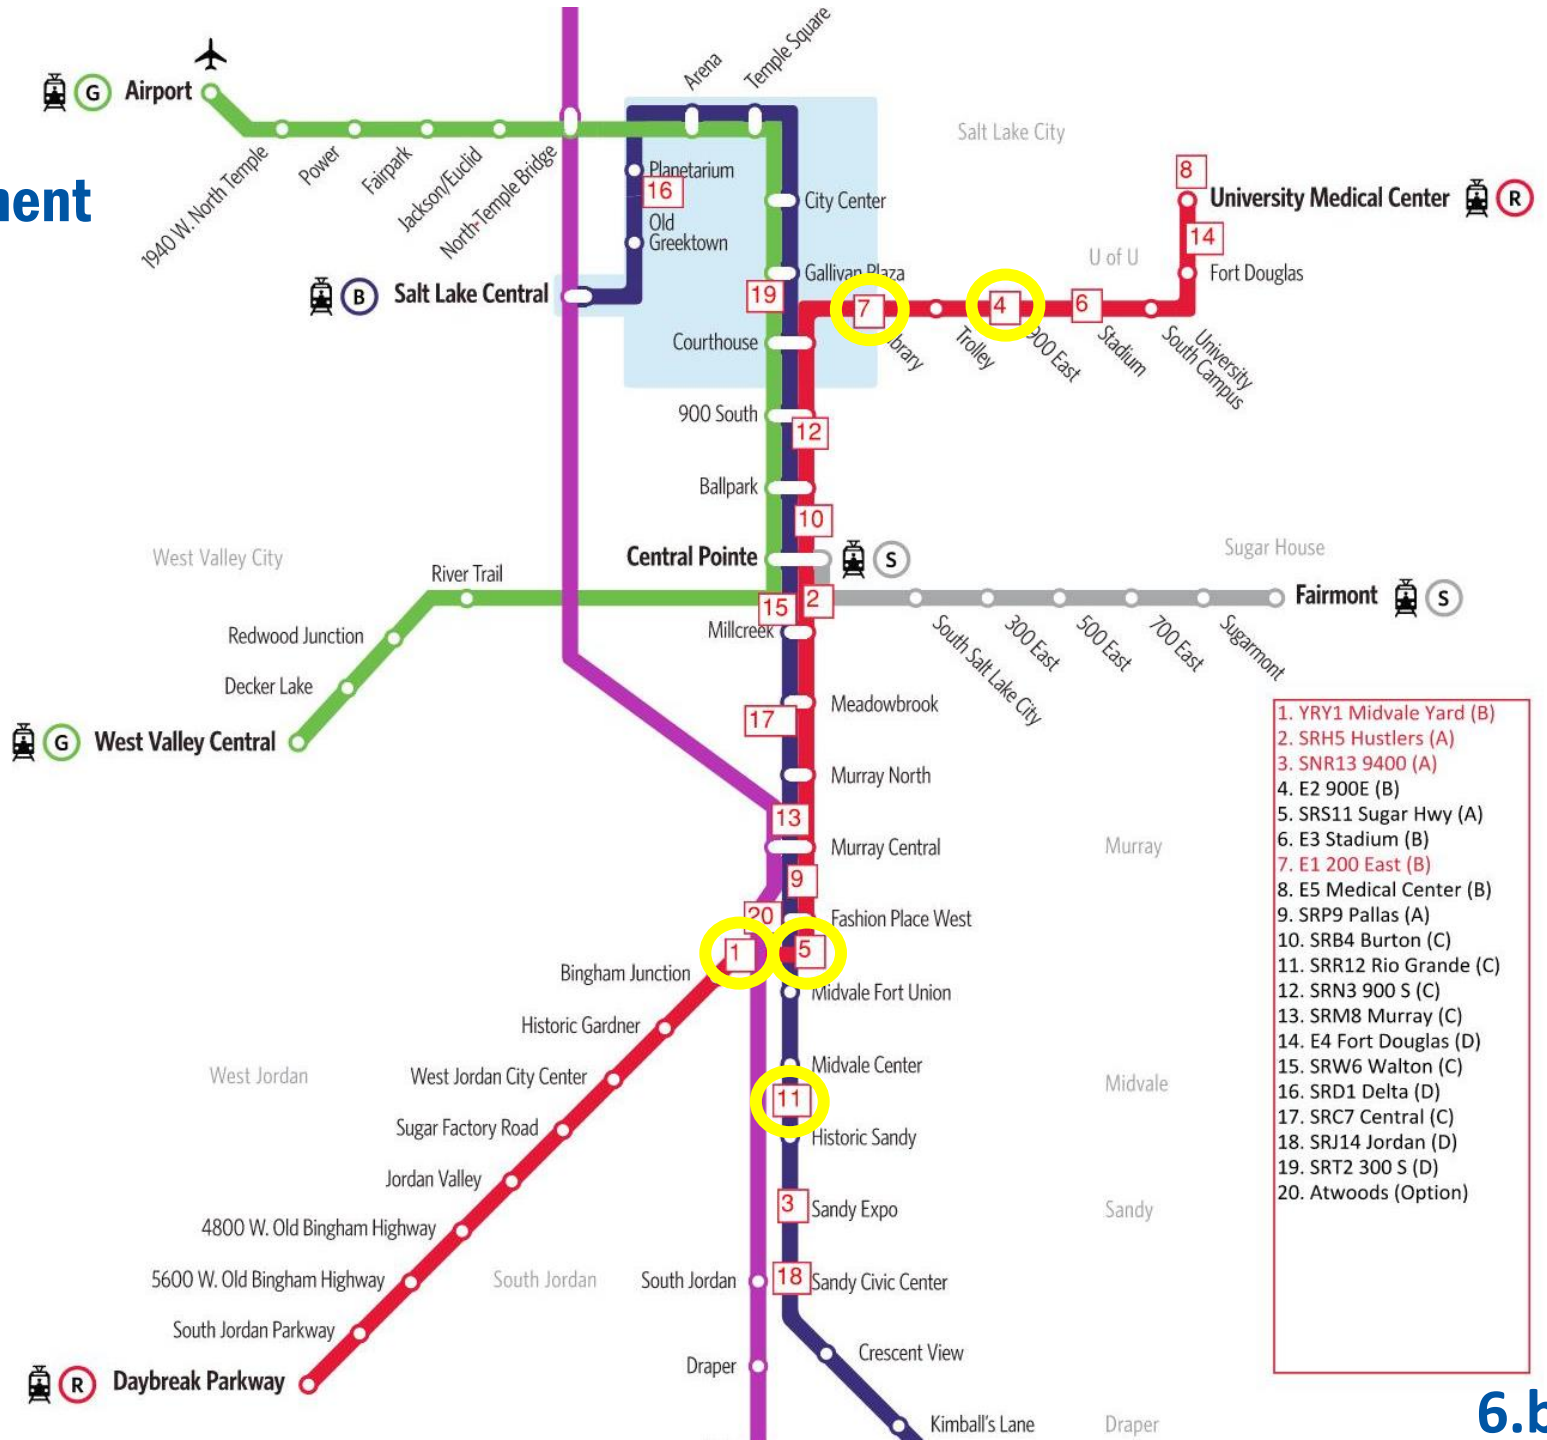 Temple Square
Arena
G Airport
Salt Lake City
1940 W. North Temple
Power
Fairpark
Jackson/Euclid
North Temple Bridge
Planetarium
16
8
University Medical Center R
City Center
Old
Greektown
14
U of U
Gallivan Plaza
Fort Douglas
B Salt Lake Central
19
7
4
6
Courthouse
Trolley
900 East
Stadium
University
South Campus
900 South
12
Ballpark
10
West Valley City
Central Pointe
S
Sugar House
River Trail
15
2
Fairmont S
Redwood Junction
Millcreek
South Salt Lake City
300 East
500 East
700 East
Sugarmont
Decker Lake
Meadowbrook
17
G West Valley Central
Murray North
13
Murray Central
Murray
9
20
Fashion Place West
1
5
Bingham Junction
Midvale Fort Union
Historic Gardner
West Jordan
West Jordan City Center
Midvale Center
Midvale
11
Sugar Factory Road
Historic Sandy
Jordan Valley
3
Sandy Expo
Sandy
4800 W. Old Bingham Highway
5600 W. Old Bingham Highway
South Jordan
South Jordan
18
Sandy Civic Center
South Jordan Parkway
Crescent View
Draper
R Daybreak Parkway
Kimball's Lane
Draper
1. YRY1 Midvale Yard (B)
2. SRH5 Hustlers (A)
3. SNR13 9400 (A)
4. E2 900E (B)
5. SRS11 Sugar Hwy (A)
6. E3 Stadium (B)
7. E1 200 East (B)
8. E5 Medical Center (B)
9. SRP9 Pallas (A)
10. SRB4 Burton (C)
11. SRR12 Rio Grande (C)
12. SRN3 900 S (C)
13. SRM8 Murray (C)
14. E4 Fort Douglas (D)
15. SRW6 Walton (C)
16. SRD1 Delta (D)
17. SRC7 Central (C)
18. SRJ14 Jordan (D)
19. SRT2 300 S (D)
20. Atwoods (Option)
6.b